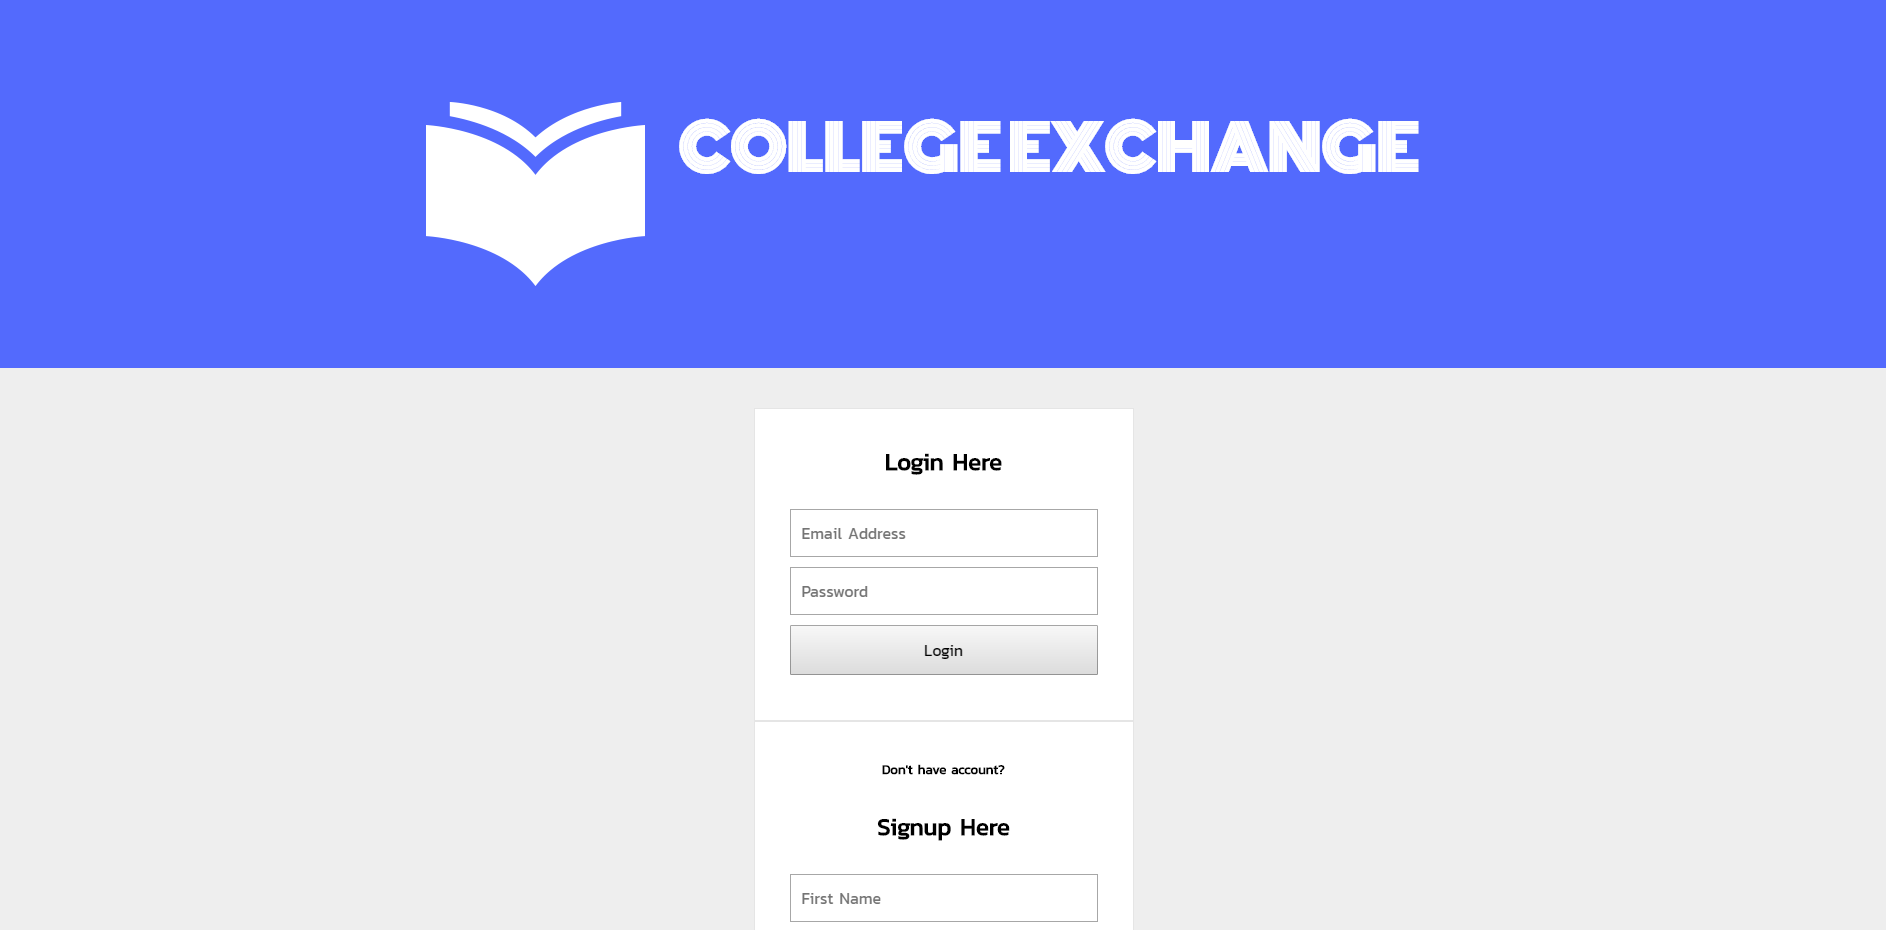 COLLEGE EXCHANGE
Login Here
Email Address
Password
Login
Don't have account?
Signup Here
First Name